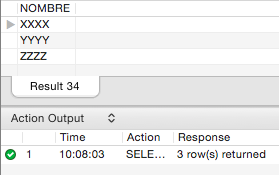 NOMBRE
XXXX
YYYY
ZZZZ
Result 34
Action Output
Time Action Response
1 10:08:03 SELE... 3 row(s) returned